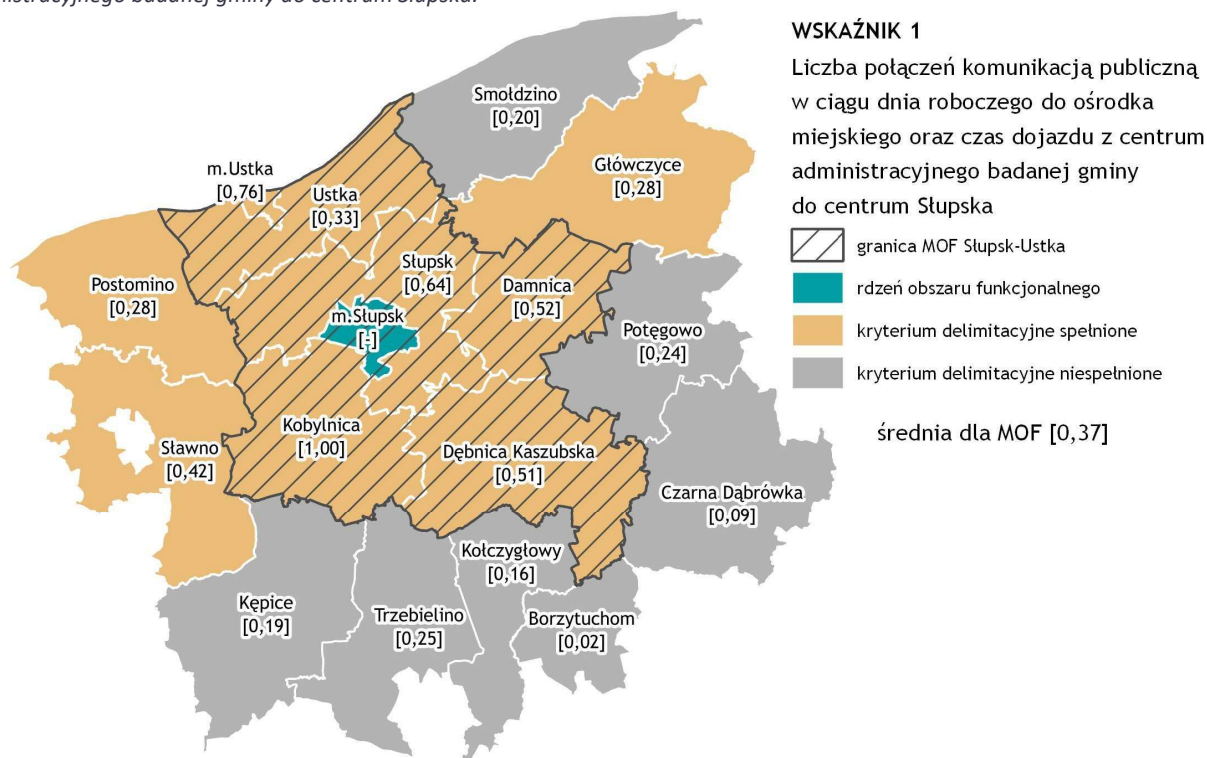 nistracyjnego badanej gminy do centrum Słupska.
WSKAŹNIK 1
Liczba połączeń komunikacją publiczną
w ciągu dnia roboczego do ośrodka
miejskiego oraz czas dojazdu z centrum
administracyjnego badanej gminy
do centrum Słupska
granica MOF Słupsk-Ustka
rdzeń obszaru funkcjonalnego
kryterium delimitacyjne spełnione
kryterium delimitacyjne niespełnione
średnia dla MOF [0,37]
Smołdzino
[0,20]
Główczyce
[0,28]
m.Ustka
[0,76]
Ustka
[0,33]
Słupsk
[0,64]
Damnica
[0,52]
Postomino
[0,28]
m.Słupsk
[-]
Potęgowo
[0,24]
Kobylnica
[1,00]
Sławno
[0,42]
Dębnica Kaszubska
[0,51]
Czarna Dąbrówka
[0,09]
Kołczygłowy
[0,16]
Kępice
[0,19]
Trzebielino
[0,25]
Borzytuchom
[0,02]